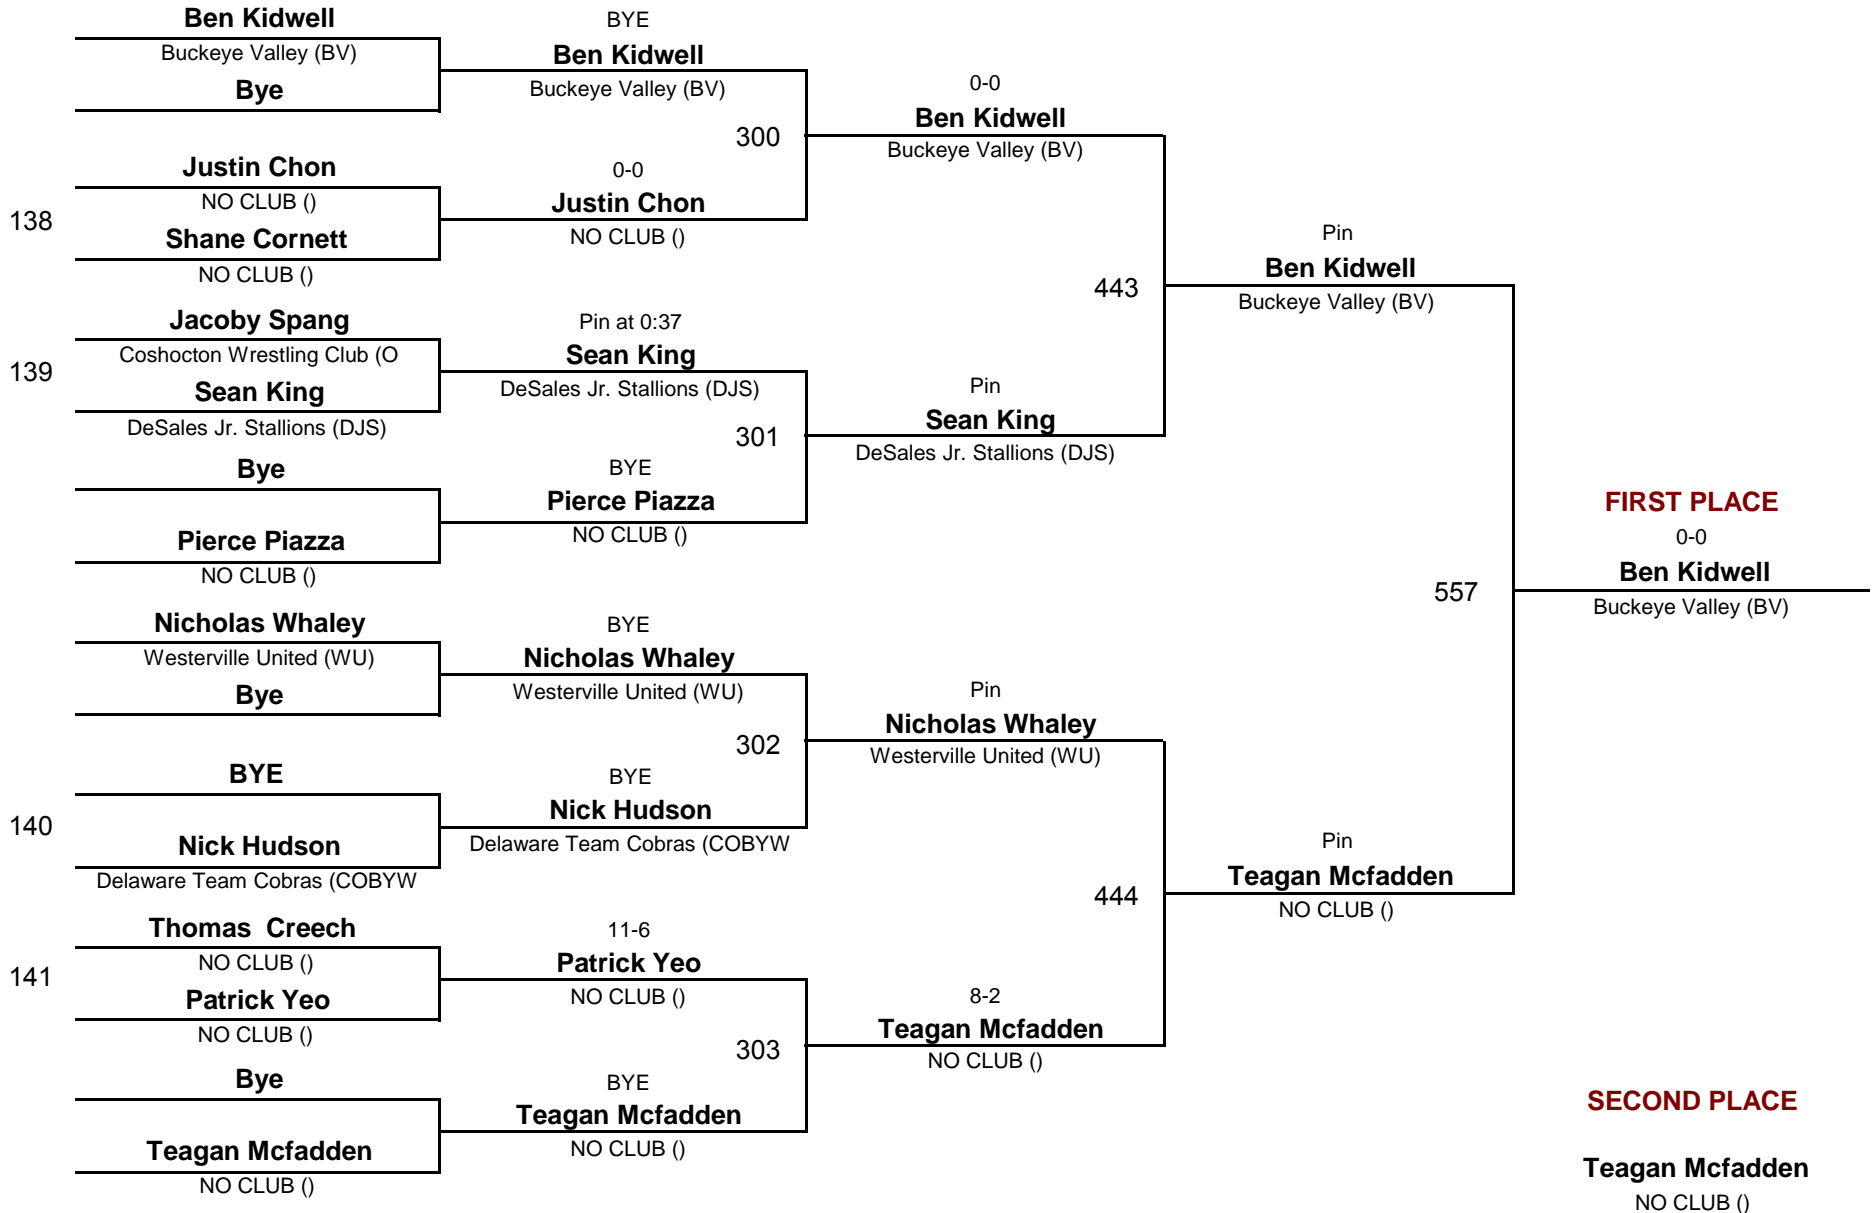 Ben Kidwell
Buckeye Valley (BV)
Bye
138
Justin Chon
NO CLUB ()
Shane Cornett
NO CLUB ()
139
Jacoby Spang
Coshocton Wrestling Club (O
Sean King
DeSales Jr. Stallions (DJS)
Bye
Pierce Piazza
NO CLUB ()
Nicholas Whaley
Westerville United (WU)
Bye
140
BYE
Nick Hudson
Delaware Team Cobras (COBYW
141
Thomas  Creech
NO CLUB ()
Patrick Yeo
NO CLUB ()
Bye
Teagan Mcfadden
NO CLUB ()
BYE
Ben Kidwell
Buckeye Valley (BV)
300
0-0
Justin Chon
NO CLUB ()
Pin at 0:37
Sean King
DeSales Jr. Stallions (DJS)
301
BYE
Pierce Piazza
NO CLUB ()
BYE
Nicholas Whaley
Westerville United (WU)
302
BYE
Nick Hudson
Delaware Team Cobras (COBYW
11-6
Patrick Yeo
NO CLUB ()
303
BYE
Teagan Mcfadden
NO CLUB ()
0-0
Ben Kidwell
Buckeye Valley (BV)
443
Pin
Sean King
DeSales Jr. Stallions (DJS)
Pin
Nicholas Whaley
Westerville United (WU)
444
8-2
Teagan Mcfadden
NO CLUB ()
Pin
Ben Kidwell
Buckeye Valley (BV)
557
Pin
Teagan Mcfadden
NO CLUB ()
FIRST PLACE
0-0
Ben Kidwell
Buckeye Valley (BV)
SECOND PLACE
Teagan Mcfadden
NO CLUB ()